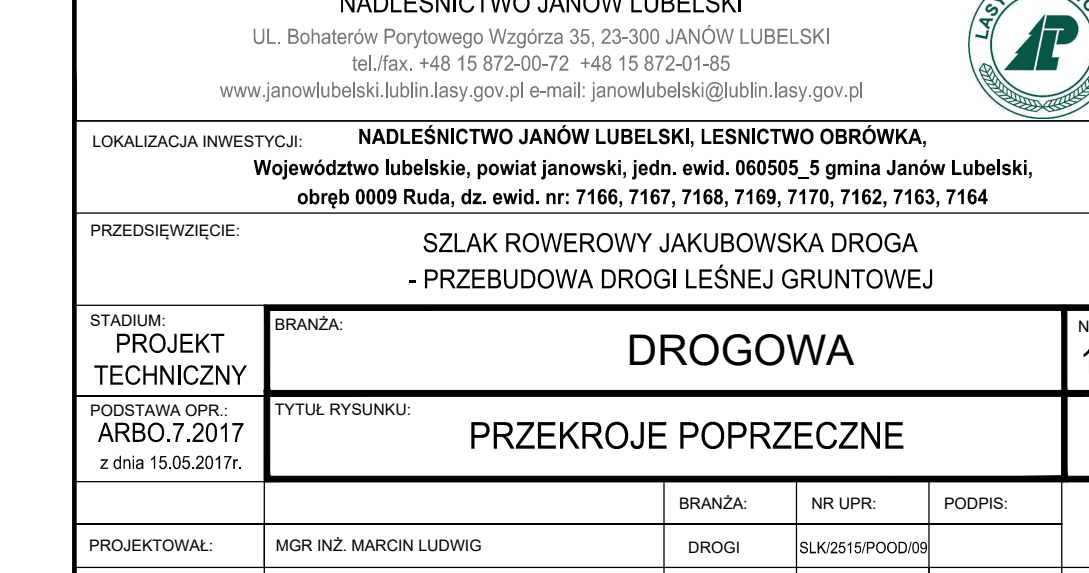 NADLEŚNICTWO JANÓW LUBELSKI
UL. Bohaterów Porytowego Wzgórza 35, 23-300 JANÓW LUBELSKI
tel./fax. +48 15 872-00-72 +48 15 872-01-85
www.janowlubelski.lublin.lasy.gov.pl e-mail: janowlubelski@lublin.lasy.gov.pl
LOKALIZACJA INWESTYCJI: NADLEŚNICTWO JANÓW LUBELSKI, LESNICTWO OBRÓWKA,
Województwo lubelskie, powiat janowski, jedn. ewid. 060505_5 gmina Janów Lubelski,
obręb 0009 Ruda, dz. ewid. nr: 7166, 7167, 7168, 7169, 7170, 7162, 7163, 7164
PRZEDSIĘWZIĘCIE:
SZLAK ROWEROWY JAKUBOWSKA DROGA
- PRZEBUDOWA DROGI LEŚNEJ GRUNTOWEJ
STADIUM:
PROJEKT
TECHNICZNY
BRANŻA:
DROGOWA
PODSTAWA OPR.:
ARBO.7.2017
z dnia 15.05.2017r.
TYTUŁ RYSUNKU:
PRZEKROJE POPRZECZNE
BRANŻA: NR UPR: PODPIS:
PROJEKTOWAŁ: MGR INŻ. MARCIN LUDWIG DROGI SLK/2515/POOD/09